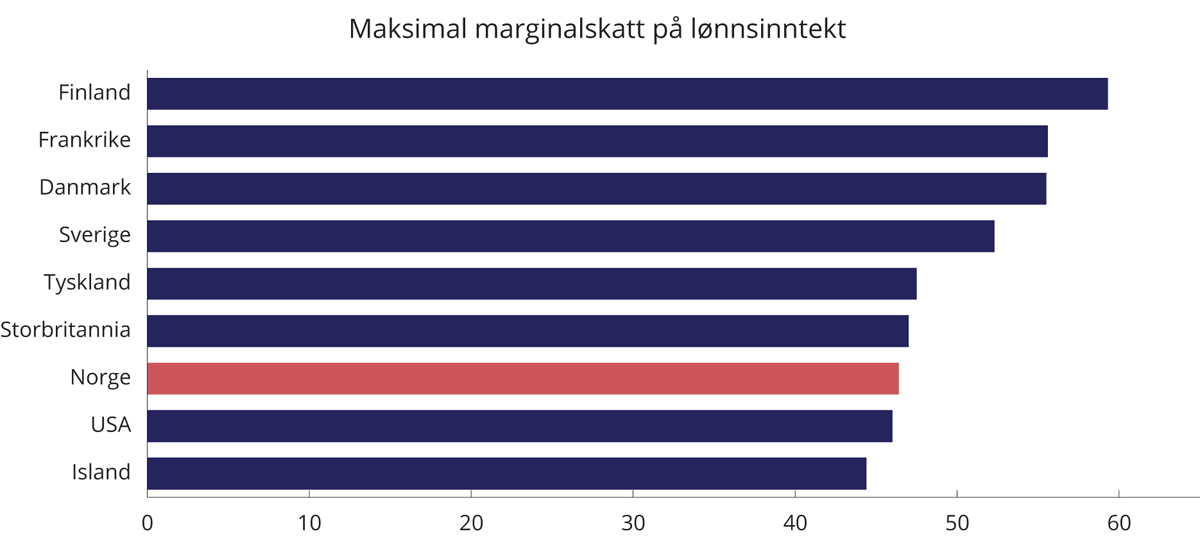 Maksimal marginalskatt på lønnsinntekt
Finland
Frankrike
Danmark
Sverige
Tyskland
Storbritannia
Norge
USA
Island
0 10 20 30 40 50 60